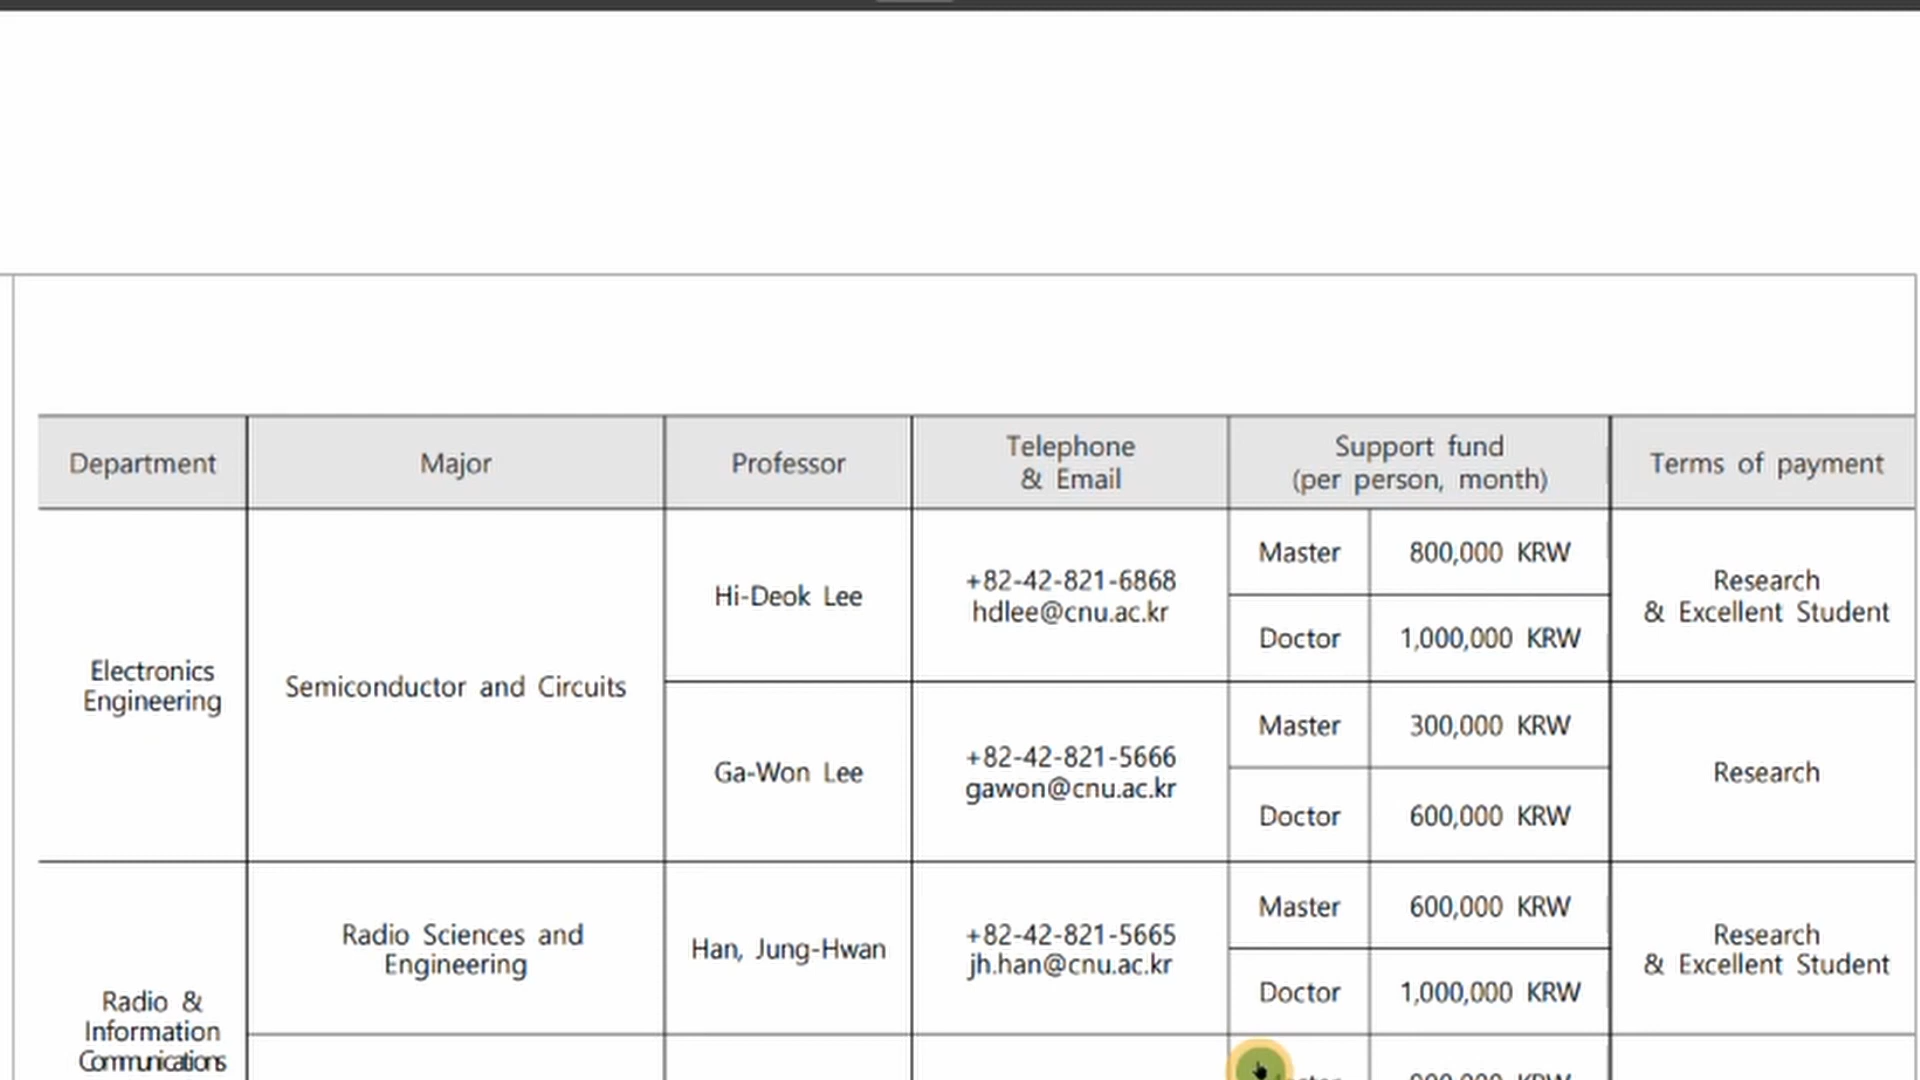 Department
Major
Professor
Telephone
& Email
Support fund
(per person, month)
Terms of payment
Electronics
Engineering
Semiconductor and Circuits
Hi-Deok Lee
+82-42-821-6868
hdlee@cnu.ac.kr
Master
800,000 KRW
Doctor
1,000,000 KRW
Research
& Excellent Student
Ga-Won Lee
+82-42-821-5666
gawon@cnu.ac.kr
Master
300,000 KRW
Doctor
600,000 KRW
Research
Radio &
Information
Communications
Radio Sciences and
Engineering
Han, Jung-Hwan
+82-42-821-5665
jh.han@cnu.ac.kr
Master
600,000 KRW
Doctor
1,000,000 KRW
Research
& Excellent Student